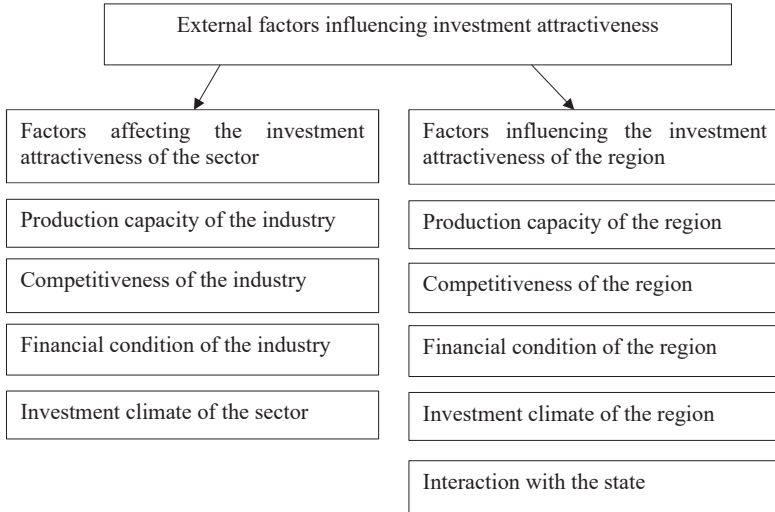 External factors influencing investment attractiveness
Factors affecting the investment
attractiveness of the sector
Production capacity of the industry
Competitiveness of the industry
Financial condition of the industry
Investment climate of the sector
Factors influencing the investment
attractiveness of the region
Production capacity of the region
Competitiveness of the region
Financial condition of the region
Investment climate of the region
Interaction with the state